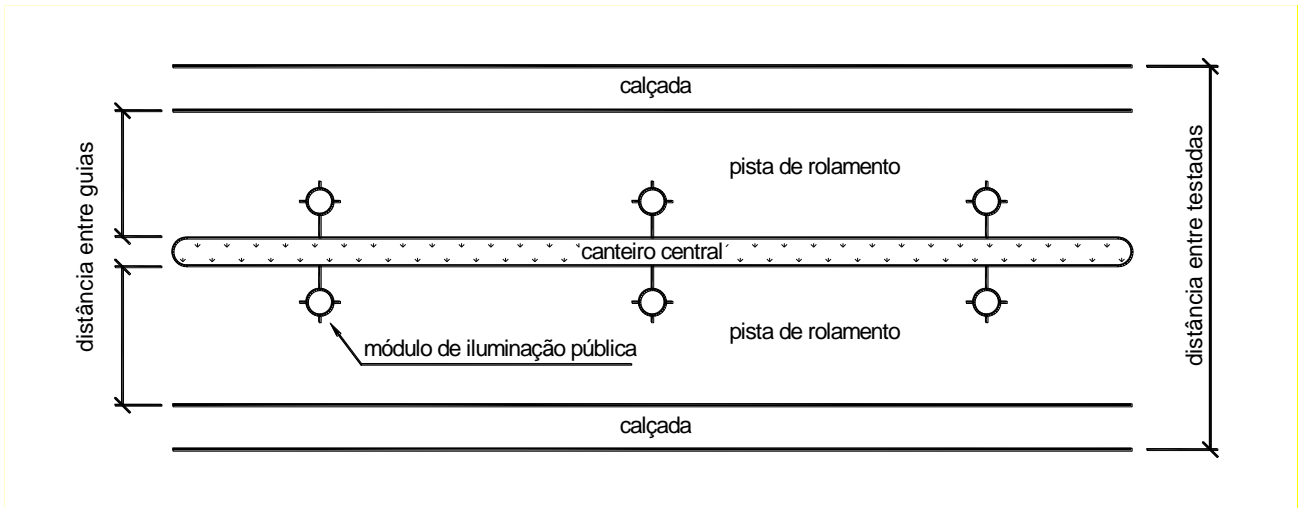 calçada
distância entre guias
pista de rolamento
distância entre testadas
canteiro central
pista de rolamento
módulo de iluminação pública
calçada